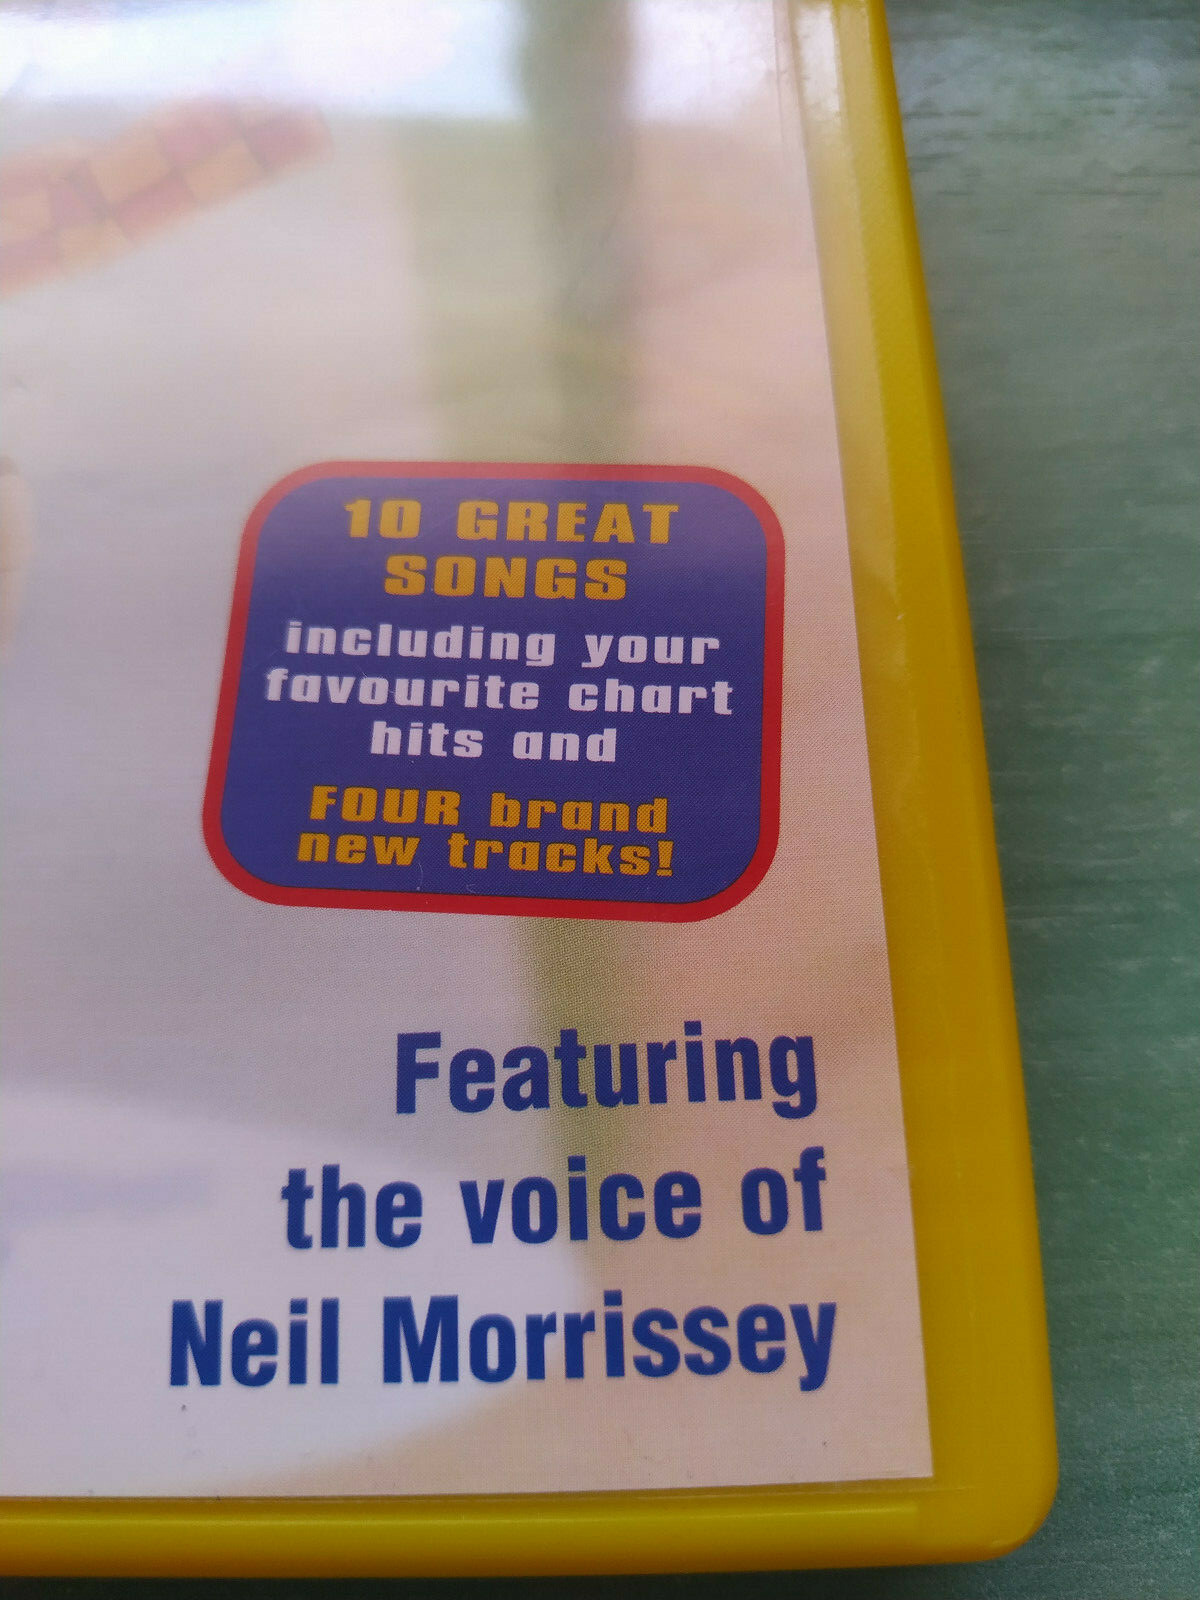 10 GREAT
SONGS
including your
favourite chart
hits and
FOUR brand
new tracks!
Featuring
the voice of
Neil Morrissey